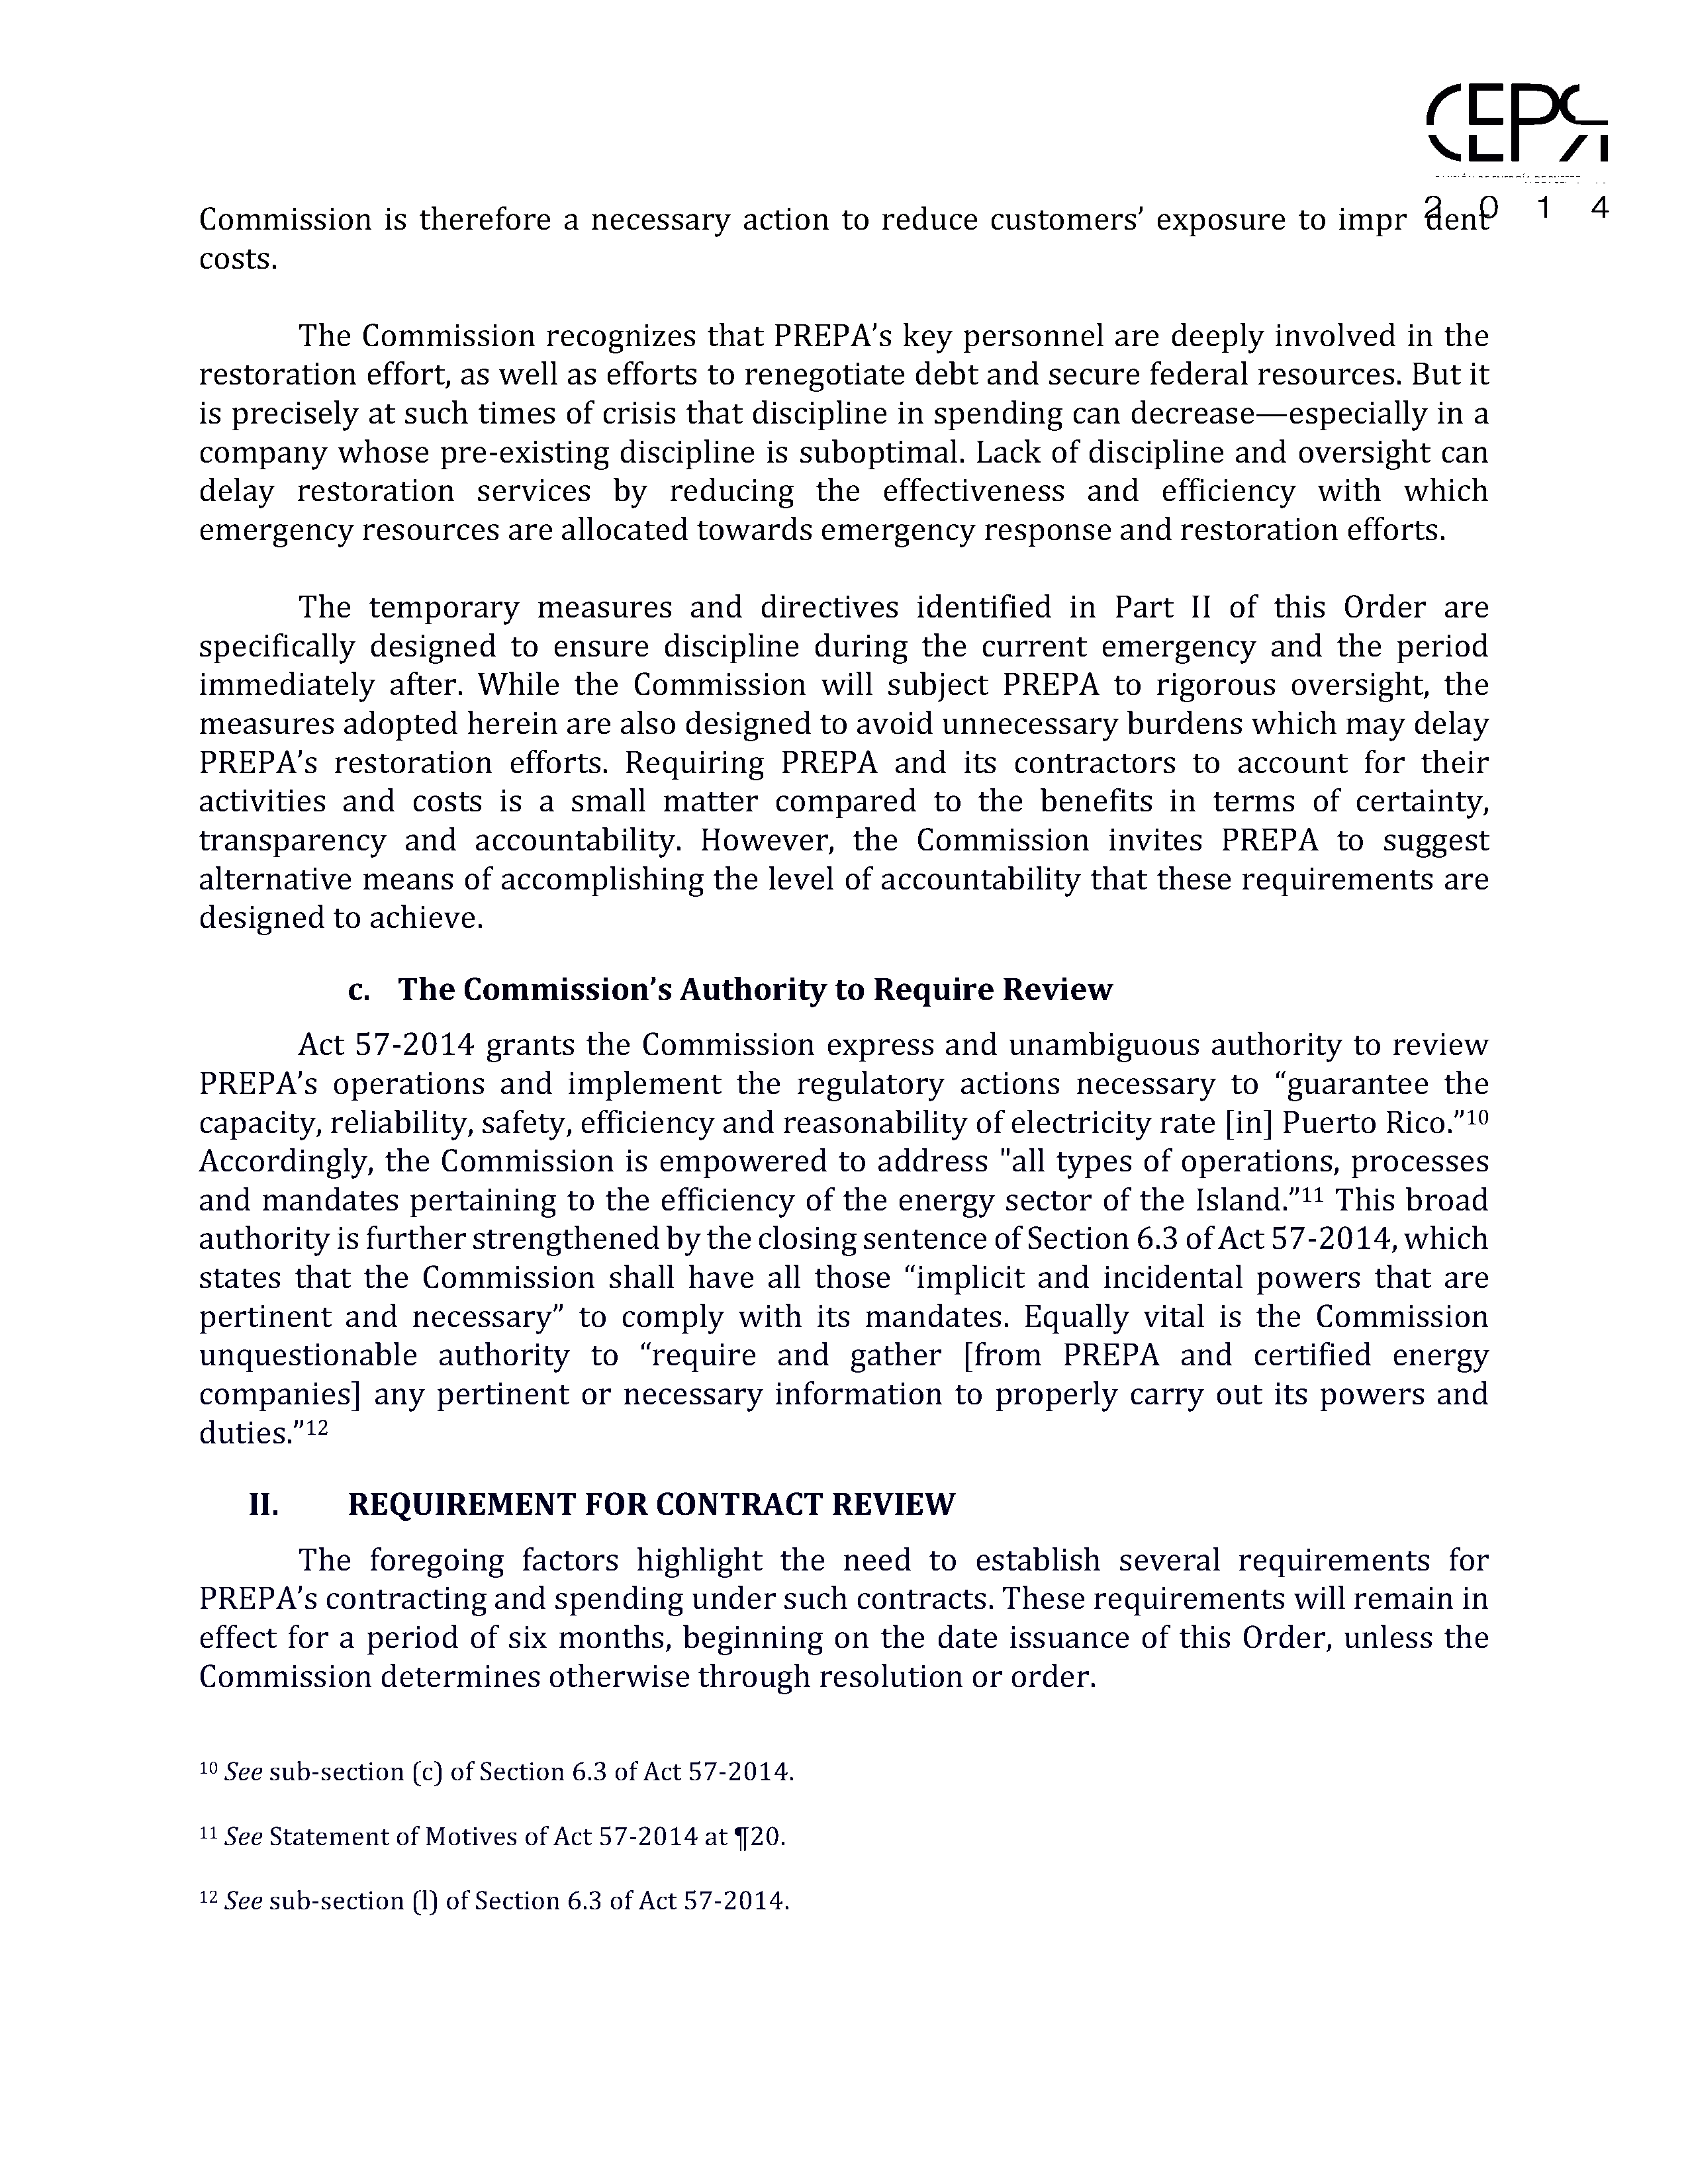 CEPR
2 0 1 4
Commission is therefore a necessary action to reduce customers’ exposure to impr dent
costs.
The Commission recognizes that PREPA’s key personnel are deeply involved in the
restoration effort, as well as efforts to renegotiate debt and secure federal resources. But it
is precisely at such times of crisis that discipline in spending can decrease—especially in a
company whose pre-existing discipline is suboptimal. Lack of discipline and oversight can
delay restoration services by reducing the effectiveness and efficiency with which
emergency resources are allocated towards emergency response and restoration efforts.
The temporary measures and directives identified in Part II of this Order are
specifically designed to ensure discipline during the current emergency and the period
immediately after. While the Commission will subject PREPA to rigorous oversight, the
measures adopted herein are also designed to avoid unnecessary burdens which may delay
PREPA’s restoration efforts. Requiring PREPA and its contractors to account for their
activities and costs is a small matter compared to the benefits in terms of certainty,
transparency and accountability. However, the Commission invites PREPA to suggest
alternative means of accomplishing the level of accountability that these requirements are
designed to achieve.
c. The Commission’s Authority to Require Review
Act 57-2014 grants the Commission express and unambiguous authority to review
PREPA’s operations and implement the regulatory actions necessary to “guarantee the
capacity, reliability, safety, efficiency and reasonability of electricity rate [in] Puerto Rico.”10
Accordingly, the Commission is empowered to address "all types of operations, processes
and mandates pertaining to the efficiency of the energy sector of the Island.”11 This broad
authority is further strengthened by the closing sentence of Section 6.3 of Act 57-2014, which
states that the Commission shall have all those “implicit and incidental powers that are
pertinent and necessary” to comply with its mandates. Equally vital is the Commission
unquestionable authority to “require and gather [from PREPA and certified energy
companies] any pertinent or necessary information to properly carry out its powers and
duties.”12
II. REQUIREMENT FOR CONTRACT REVIEW
The foregoing factors highlight the need to establish several requirements for
PREPA’s contracting and spending under such contracts. These requirements will remain in
effect for a period of six months, beginning on the date issuance of this Order, unless the
Commission determines otherwise through resolution or order.
10 See sub-section (c) of Section 6.3 of Act 57-2014.
11 See Statement of Motives of Act 57-2014 at ¶20.
12 See sub-section (l) of Section 6.3 of Act 57-2014.